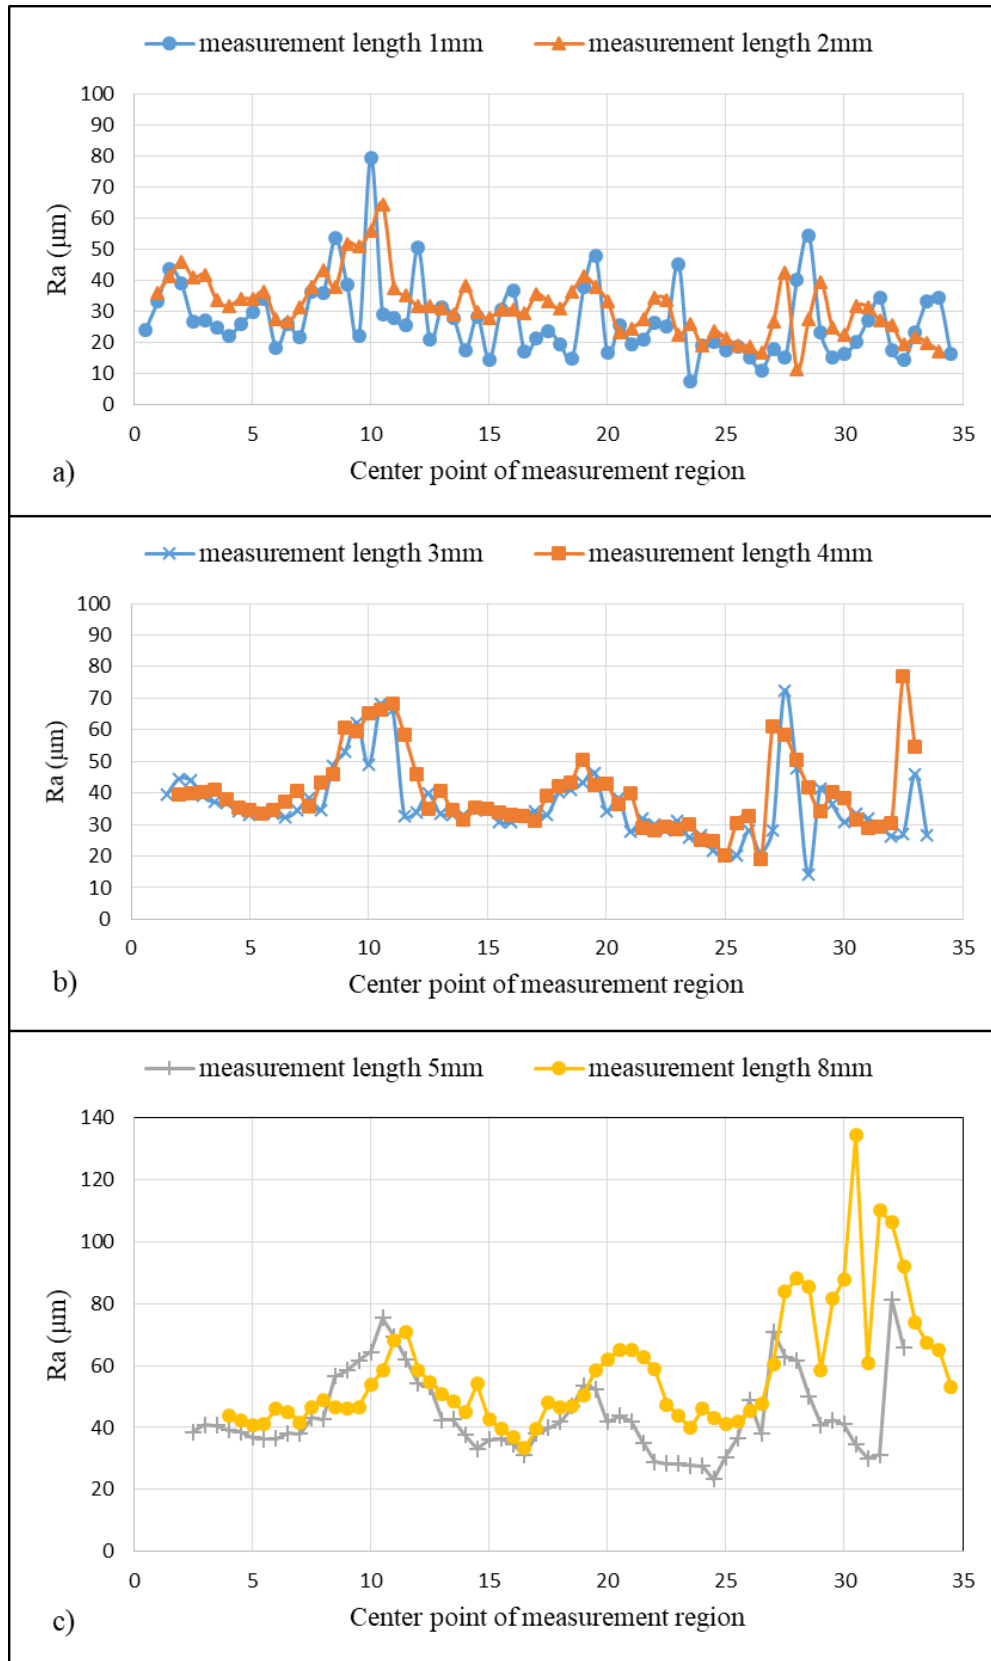 measurement length 1mm measurement length 2mm
100
90
80
70
60
50
40
30
20
10
0
Ra (µm)
0 5 10 15 20 25 30 35
Center point of measurement region
a)
measurement length 3mm measurement length 4mm
100
90
80
70
60
50
40
30
20
10
0
Ra (µm)
0 5 10 15 20 25 30 35
Center point of measurement region
b)
measurement length 5mm measurement length 8mm
140
120
100
80
60
40
20
0
Ra (µm)
0 5 10 15 20 25 30 35
Center point of measurement region
c)